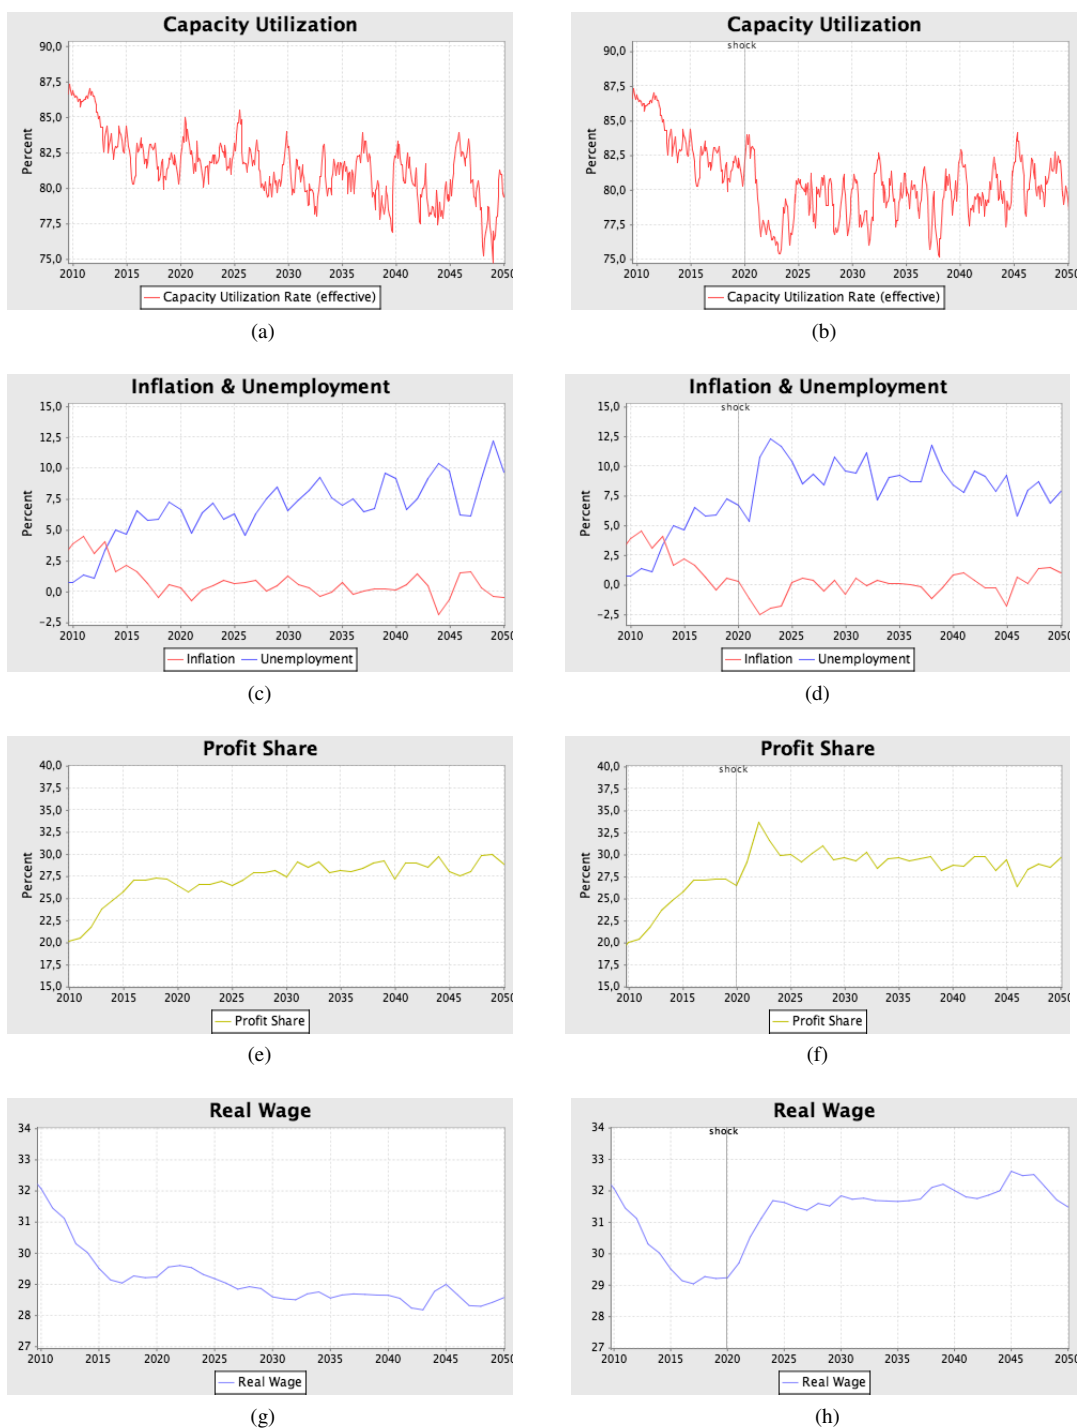 Capacity Utilization
90,0
87,5
85,0
82,5
80,0
77,5
75,0
Percent
2010 2015 2020 2025 2030 2035 2040 2045 2050
Capacity Utilization Rate (effective)
(a)
Capacity Utilization
shock
90,0
87,5
85,0
82,5
80,0
77,5
75,0
Percent
2010 2015 2020 2025 2030 2035 2040 2045 2050
Capacity Utilization Rate (effective)
(b)
Inflation & Unemployment
15,0
12,5
10,0
7,5
5,0
2,5
0,0
−2,5
Percent
2010 2015 2020 2025 2030 2035 2040 2045 2050
Inflation Unemployment
(c)
Inflation & Unemployment
shock
15,0
12,5
10,0
7,5
5,0
2,5
0,0
−2,5
Percent
2010 2015 2020 2025 2030 2035 2040 2045 2050
Inflation Unemployment
(d)
Profit Share
40,0
37,5
35,0
32,5
30,0
27,5
25,0
22,5
20,0
17,5
15,0
Percent
2010 2015 2020 2025 2030 2035 2040 2045 2050
Profit Share
(e)
Profit Share
shock
40,0
37,5
35,0
32,5
30,0
27,5
25,0
22,5
20,0
17,5
15,0
Percent
2010 2015 2020 2025 2030 2035 2040 2045 2050
Profit Share
(f)
Real Wage
34
33
32
31
30
29
28
27
2010 2015 2020 2025 2030 2035 2040 2045 2050
Real Wage
(g)
Real Wage
shock
34
33
32
31
30
29
28
27
2010 2015 2020 2025 2030 2035 2040 2045 2050
Real Wage
(h)